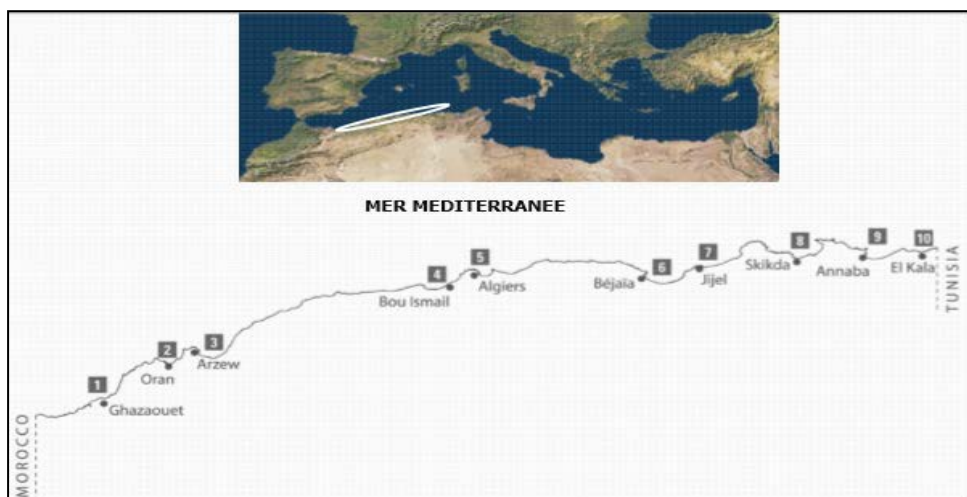 MER MEDITERRANEE
1
Ghazaouet
2
Oran
3
Arzew
4
Bou Ismail
5
Algiers
6
Béjaïa
7
Jijel
8
Skikda
9
Annaba
10
El Kala
MOROCCO
TUNISIA